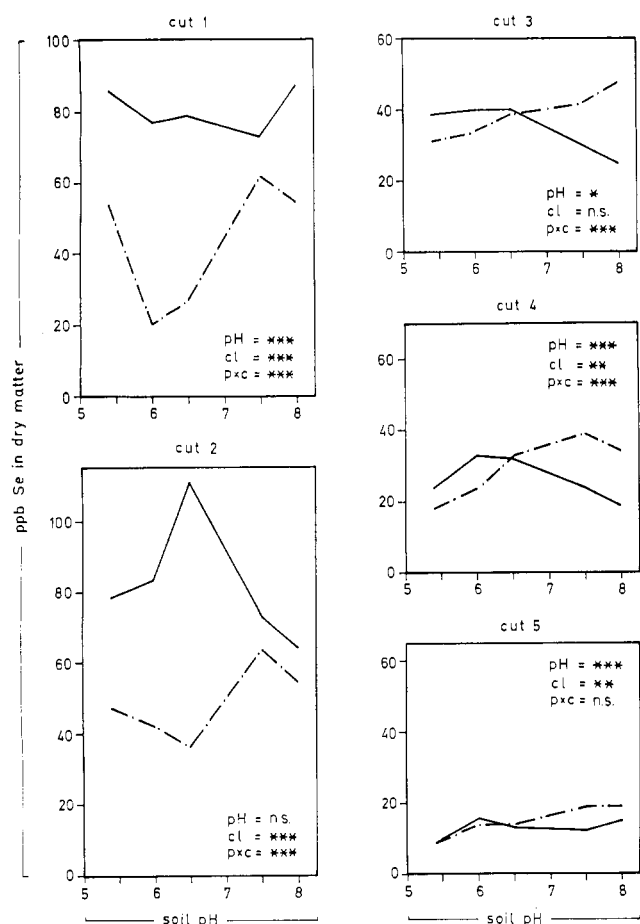 cut 1
100
80
60
40
20
0
pH = ***
cl = ***
p×c = ***
5 6 7 8
cut 2
100
80
60
40
20
0
pH = n.s.
cl = ***
p×c = ***
5 6 7 8
soil pH
ppb Se in dry matter
cut 3
60
40
20
0
pH = *
cl = n.s.
p×c = ***
5 6 7 8
cut 4
60
40
20
0
pH = ***
cl = **
p×c = ***
5 6 7 8
cut 5
60
40
20
0
pH = ***
cl = **
p×c = n.s.
5 6 7 8
soil pH